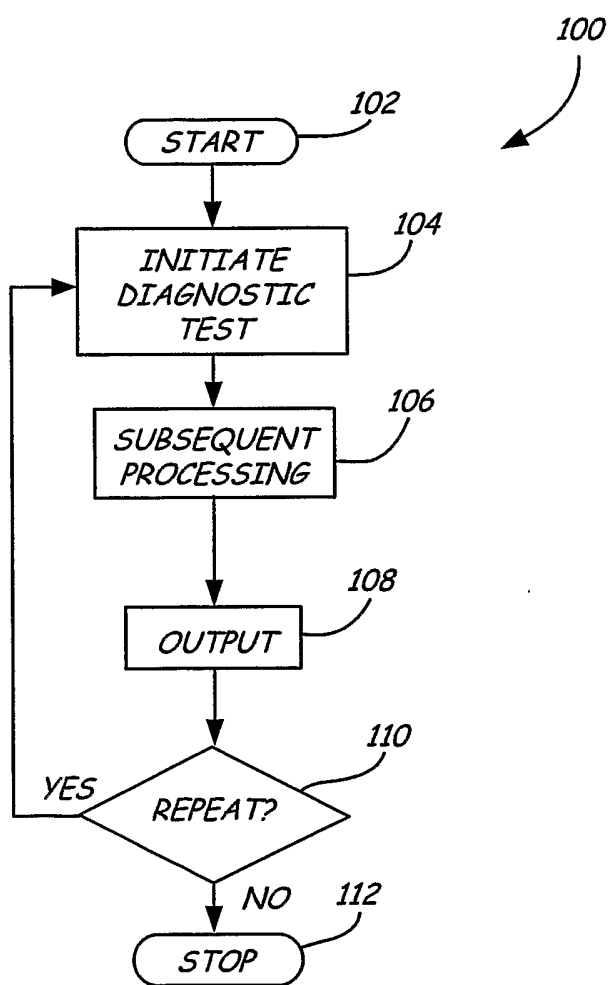 100
102
START
104
INITIATE
DIAGNOSTIC
TEST
106
SUBSEQUENT
PROCESSING
108
OUTPUT
110
YES
REPEAT?
NO
112
STOP